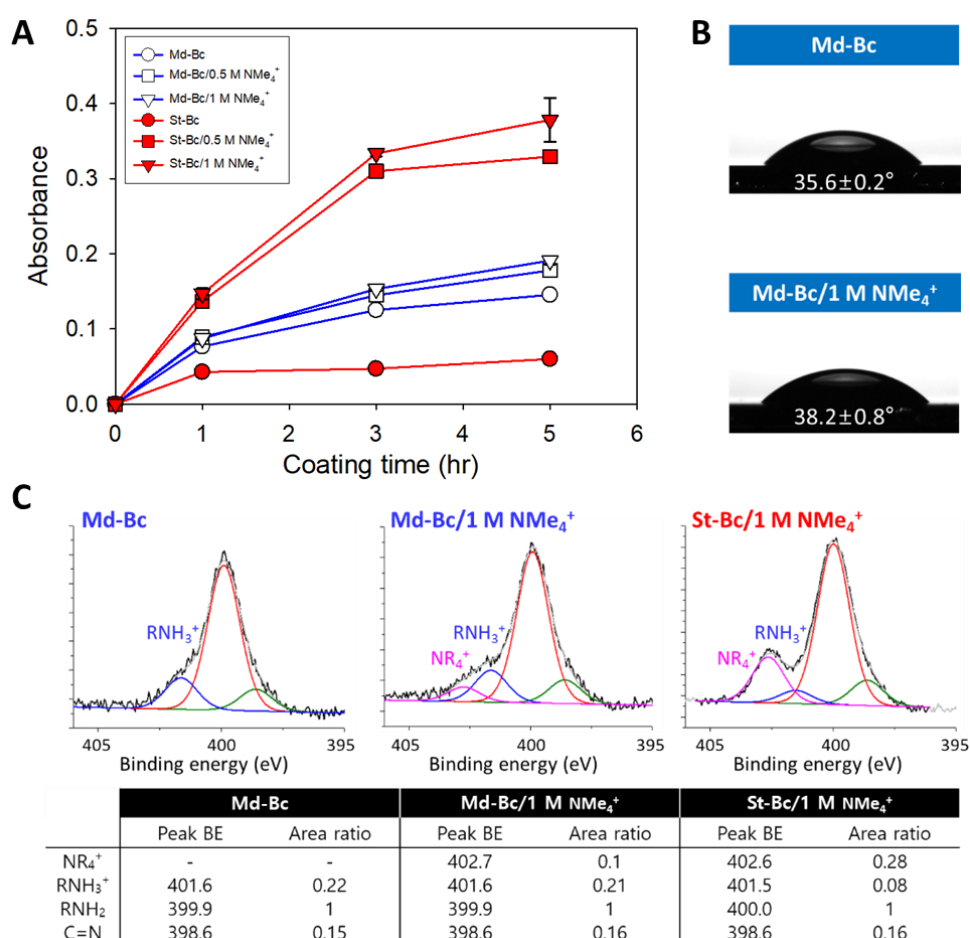 A
0.5
0.4
0.3
0.2
0.1
0.0
Absorbance
Md-Bc
Md-Bc/0.5 M NMe₄⁺
Md-Bc/1 M NMe₄⁺
St-Bc
St-Bc/0.5 M NMe₄⁺
St-Bc/1 M NMe₄⁺
0 1 2 3 4 5 6
Coating time (hr)
B
Md-Bc
35.6±0.2°
Md-Bc/1 M NMe₄⁺
38.2±0.8°
C
Md-Bc
RNH₃⁺
405 400 395
Binding energy (eV)
Md-Bc/1 M NMe₄⁺
RNH₃⁺
NR₄⁺
405 400 395
Binding energy (eV)
St-Bc/1 M NMe₄⁺
RNH₃⁺
NR₄⁺
405 400 395
Binding energy (eV)
Md-Bc Md-Bc/1 M NMe₄⁺ St-Bc/1 M NMe₄⁺
Peak BE Area ratio Peak BE Area ratio Peak BE Area ratio
NR₄⁺ - - 402.7 0.1 402.6 0.28
RNH₃⁺ 401.6 0.22 401.6 0.21 401.5 0.08
RNH₂ 399.9 1 399.9 1 400.0 1
C=N 398.6 0.15 398.6 0.16 398.6 0.16